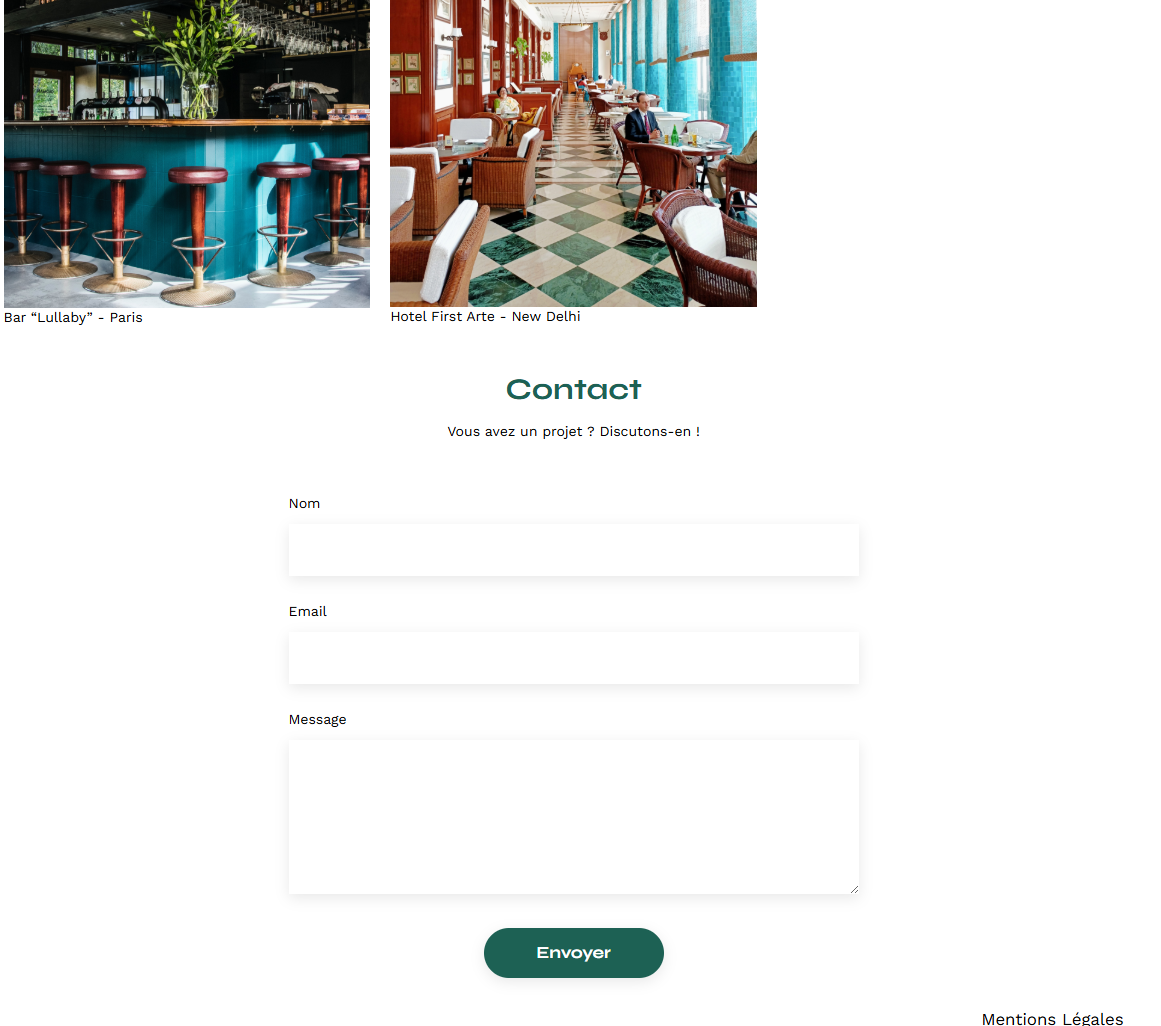 Bar “Lullaby” - Paris
Hotel First Arte - New Delhi
Contact
Vous avez un projet ? Discutons-en !
Nom
Email
Message
Envoyer
Mentions Légales